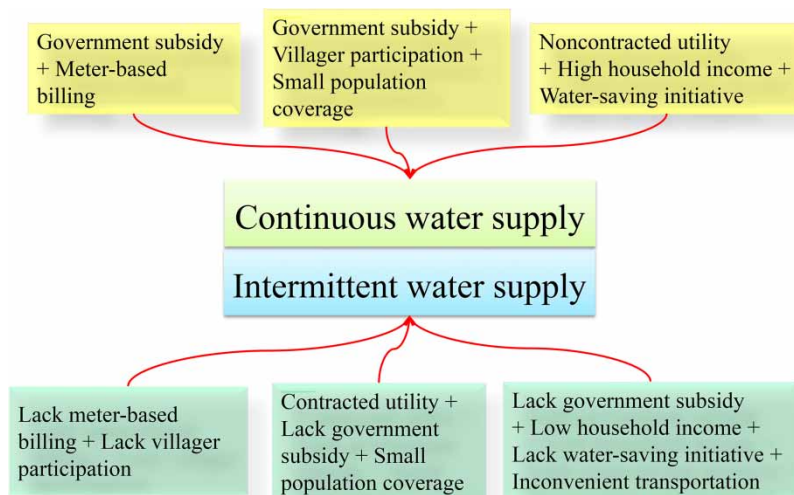 Government subsidy
+ Meter-based
billing
Government subsidy +
Villager participation +
Small population
coverage
Noncontracted utility
+ High household income +
Water-saving initiative
Continuous water supply
Intermittent water supply
Lack meter-based
billing + Lack villager
participation
Contracted utility +
Lack government
subsidy + Small
population coverage
Lack government subsidy
+ Low household income +
Lack water-saving initiative +
Inconvenient transportation